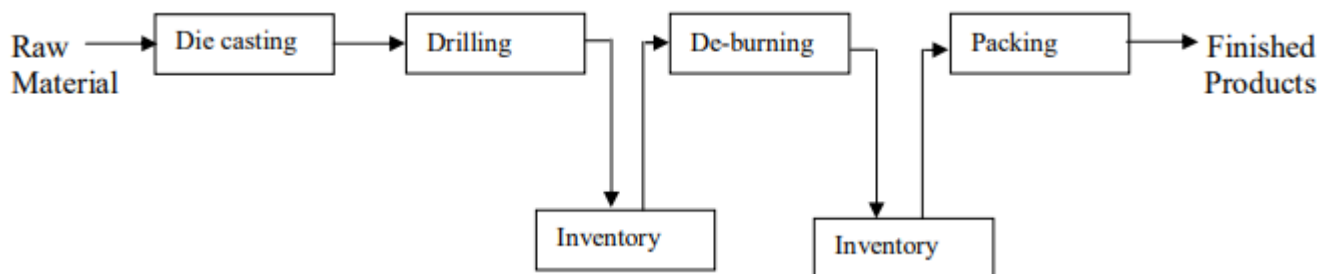 Raw
Material
Die casting
Drilling
De-burning
Packing
Finished
Products
Inventory
Inventory